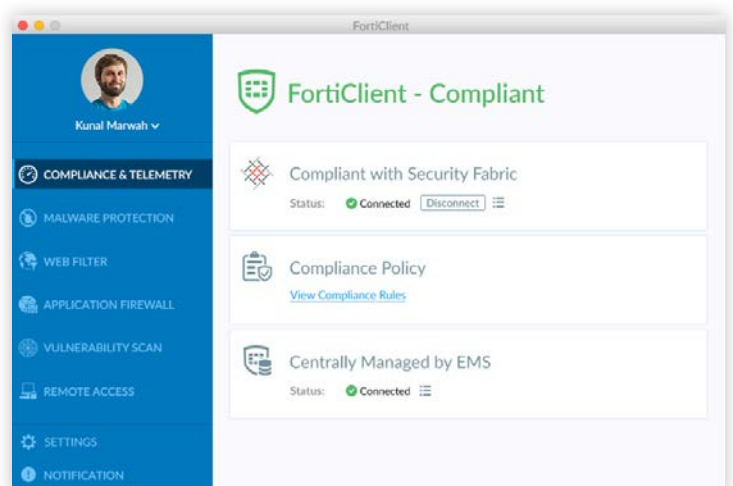 FortiClient
Kunal Marwah
COMPLIANCE & TELEMETRY
MALWARE PROTECTION
WEB FILTER
APPLICATION FIREWALL
VULNERABILITY SCAN
REMOTE ACCESS
SETTINGS
NOTIFICATION
FortiClient - Compliant
Compliant with Security Fabric
Status: Connected Disconnect
Compliance Policy
View Compliance Rules
Centrally Managed by EMS
Status: Connected